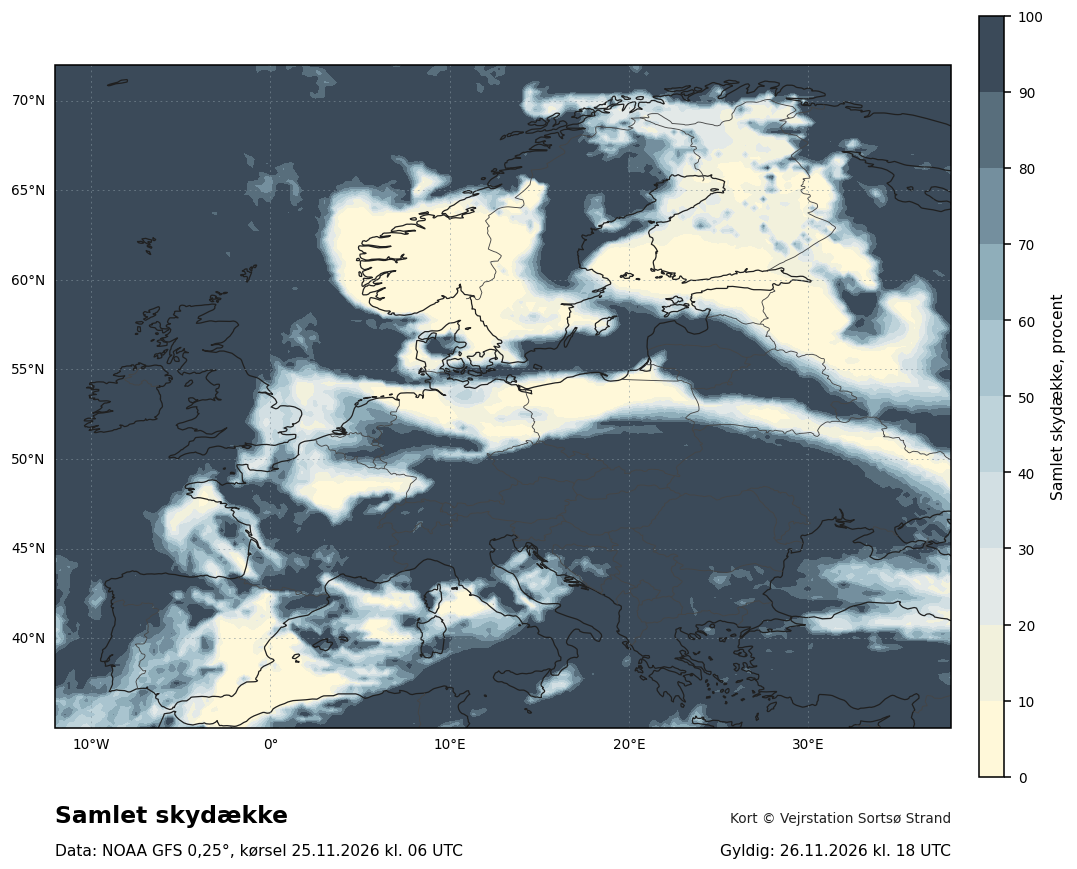 100
90
80
70
60
50
40
30
20
10
0
Samlet skydække, procent
70°N
65°N
60°N
55°N
50°N
45°N
40°N
10°W
0°
10°E
20°E
30°E
Samlet skydække
Kort © Vejrstation Sortsø Strand
Data: NOAA GFS 0,25°, kørsel 25.11.2026 kl. 06 UTC
Gyldig: 26.11.2026 kl. 18 UTC